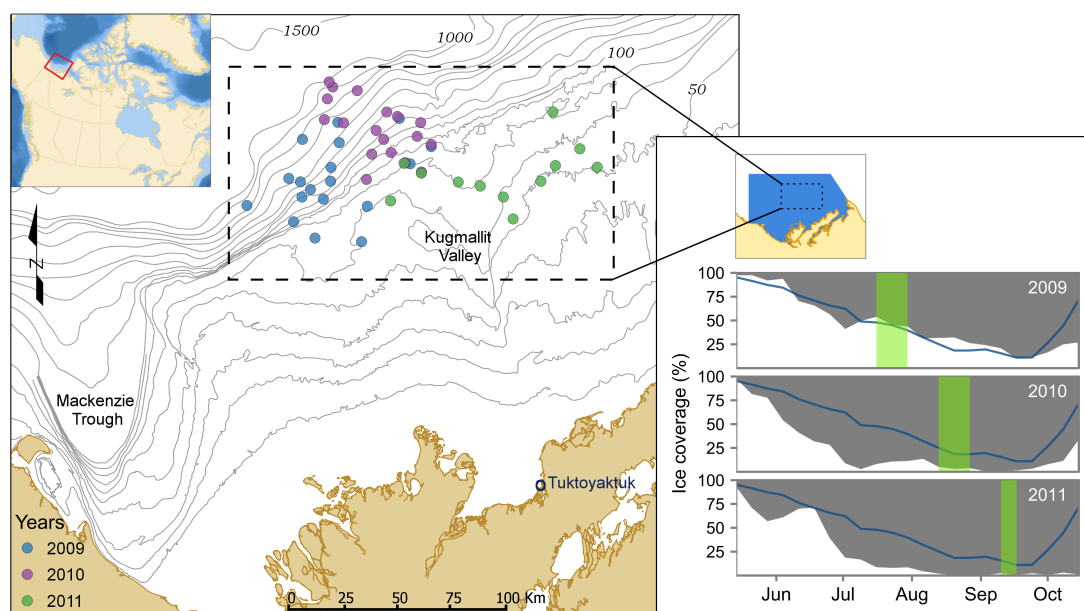 1500
1000
100
50
N
Kugmallit
Valley
Mackenzie
Trough
Tuktoyaktuk
Years
2009
2010
2011
0 25 50 75 100 Km
Ice coverage (%)
100
75
50
25
2009
100
75
50
25
2010
100
75
50
25
2011
Jun Jul Aug Sep Oct